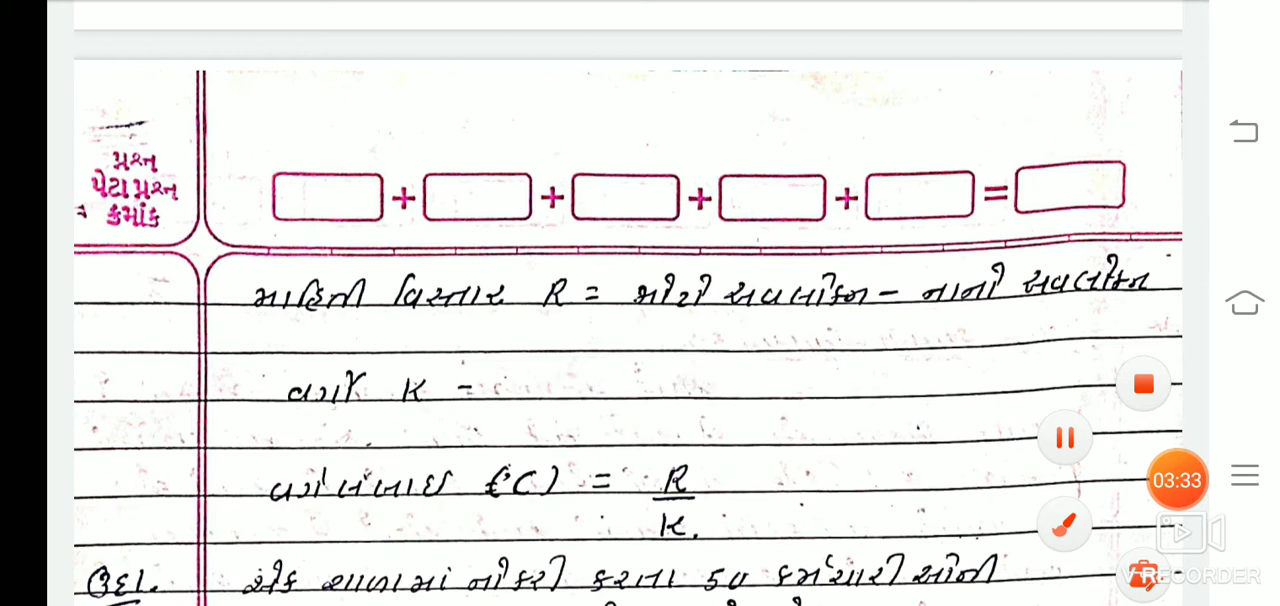 પ્રશ્ન
પેટા પ્રશ્ન
ક્રમાંક
+ + + + =
માહિતી વિસ્તાર R = મોટો અવલોકન - નાનો અવલોકન
વર્ગ K =
વર્ગલંબાઇ (C) = R
K.
ઉદા. એક શાળામાં નોકરી કરતા 50 કર્મચારીઓની
03:33
V RECORDER